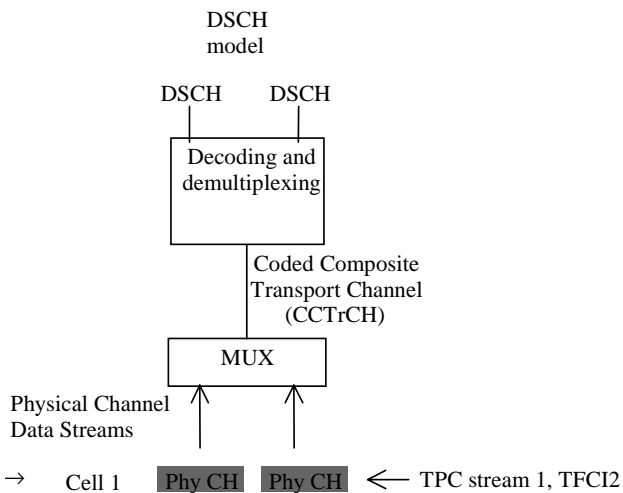 DSCH
model
DSCH DSCH
Decoding and
demultiplexing
Coded Composite
Transport Channel
(CCTrCH)
MUX
Physical Channel
Data Streams
→ Cell 1 Phy CH Phy CH ← TPC stream 1, TFCI2